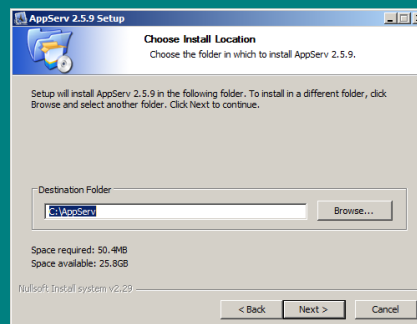 AppServ 2.5.9 Setup
Choose Install Location
Choose the folder in which to install AppServ 2.5.9.
Setup will install AppServ 2.5.9 in the following folder. To install in a different folder, click
Browse and select another folder. Click Next to continue.
Destination Folder
C:\AppServ
Browse...
Space required: 50.4MB
Space available: 25.8GB
Nullsoft Install system v2.29
< Back
Next >
Cancel